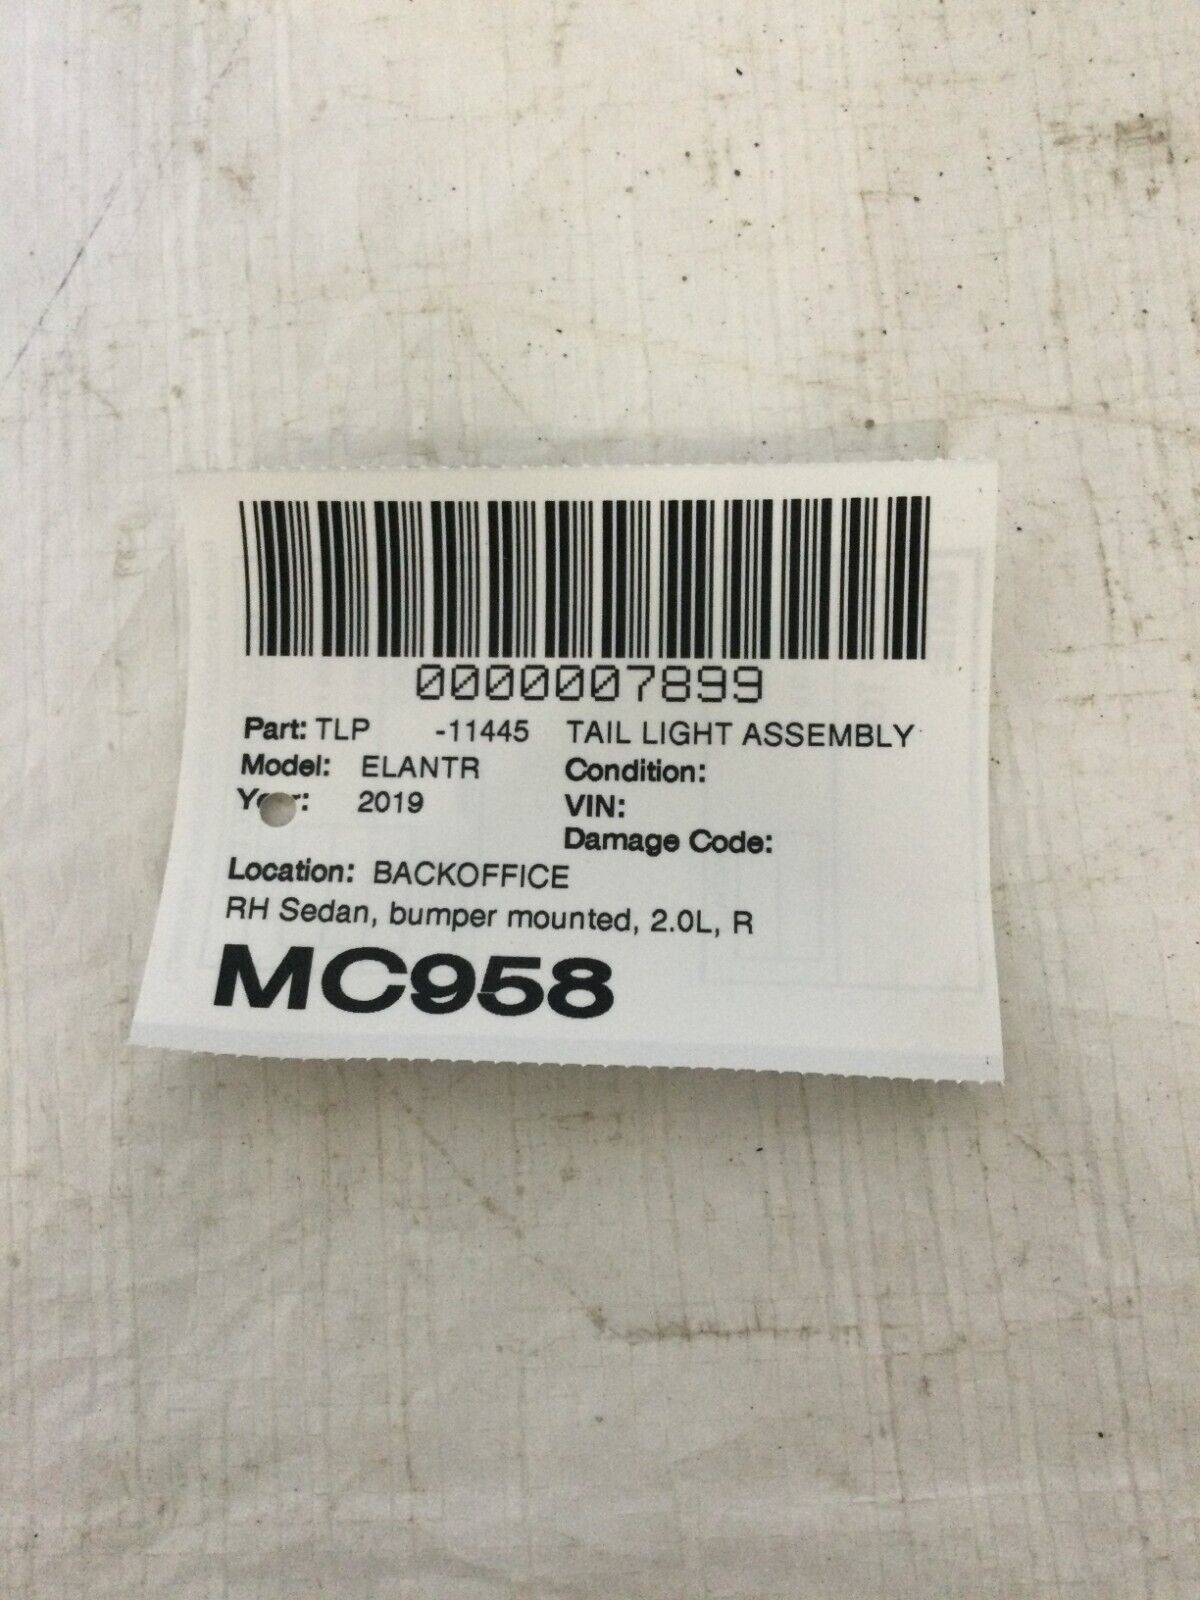 0000007899
Part: TLP -11445 TAIL LIGHT ASSEMBLY
Model: ELANTR Condition:
Year: 2019 VIN:
Damage Code:
Location: BACKOFFICE
RH Sedan, bumper mounted, 2.0L, R
MC958